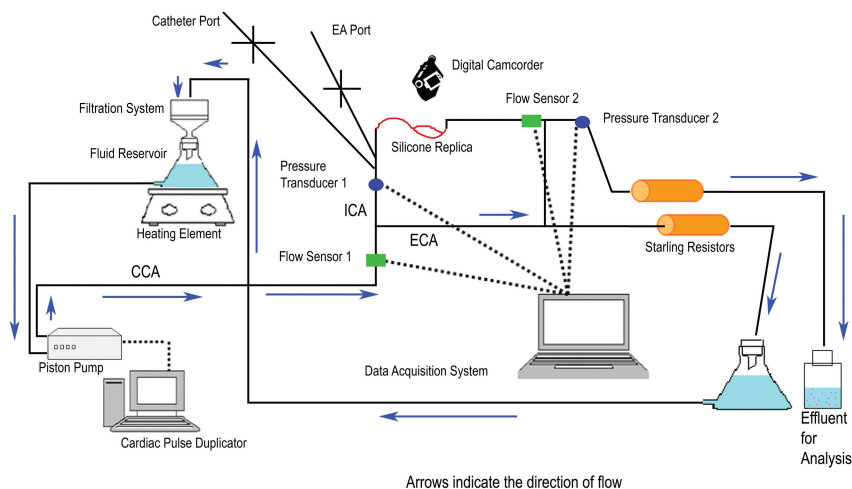 Catheter Port
EA Port
Digital Camcorder
Filtration System
Flow Sensor 2
Pressure Transducer 2
Fluid Reservoir
Silicone Replica
Pressure
Transducer 1
ICA
Heating Element
ECA
Starling Resistors
Flow Sensor 1
CCA
Piston Pump
Data Acquisition System
Cardiac Pulse Duplicator
Effluent
for
Analysis
Arrows indicate the direction of flow